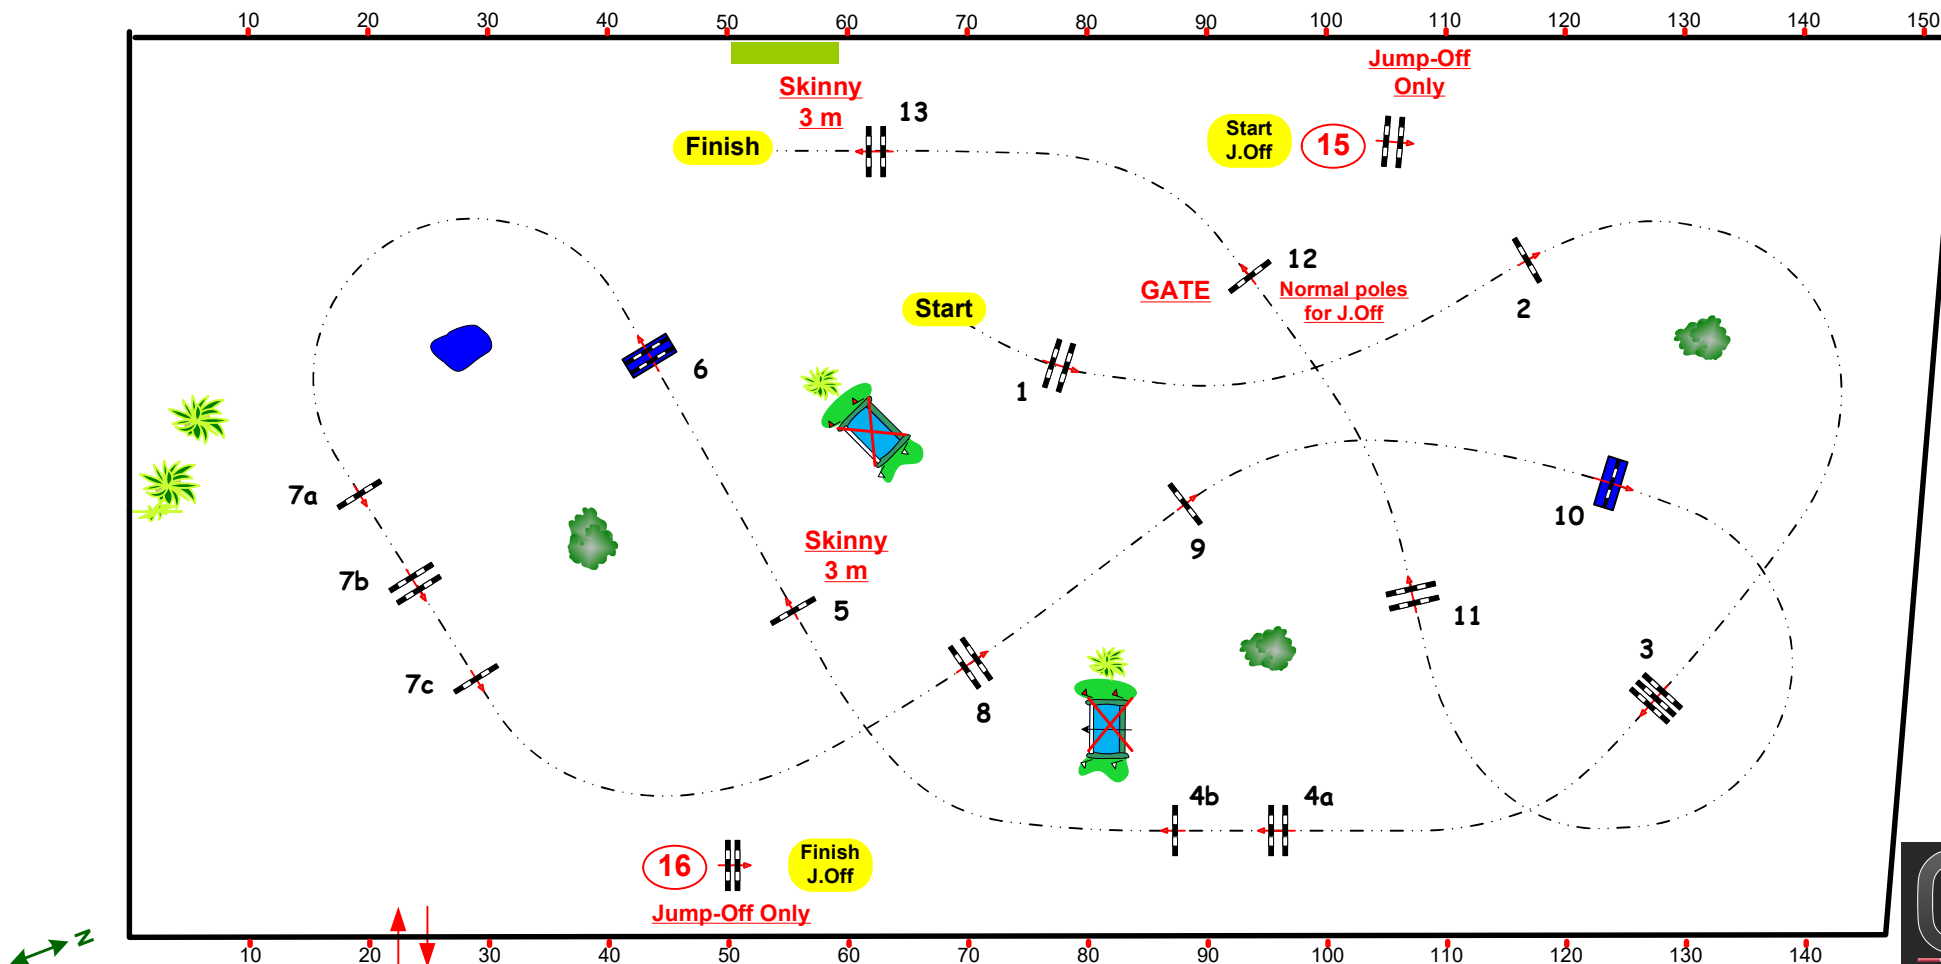 10 20 30 40 50 60 70 80 90 100 110 120 130 140 150
Jump-Off
Only
Skinny
3 m
13
Finish
Start
J.Off
15
12
GATE
Normal poles
for J.Off
2
Start
1
6
7a
7b
7c
Skinny
3 m
5
9
10
11
8
3
4b
4a
16
Finish
J.Off
Jump-Off Only
N
10 20 30 40 50 60 70 80 90 100 110 120 130 140